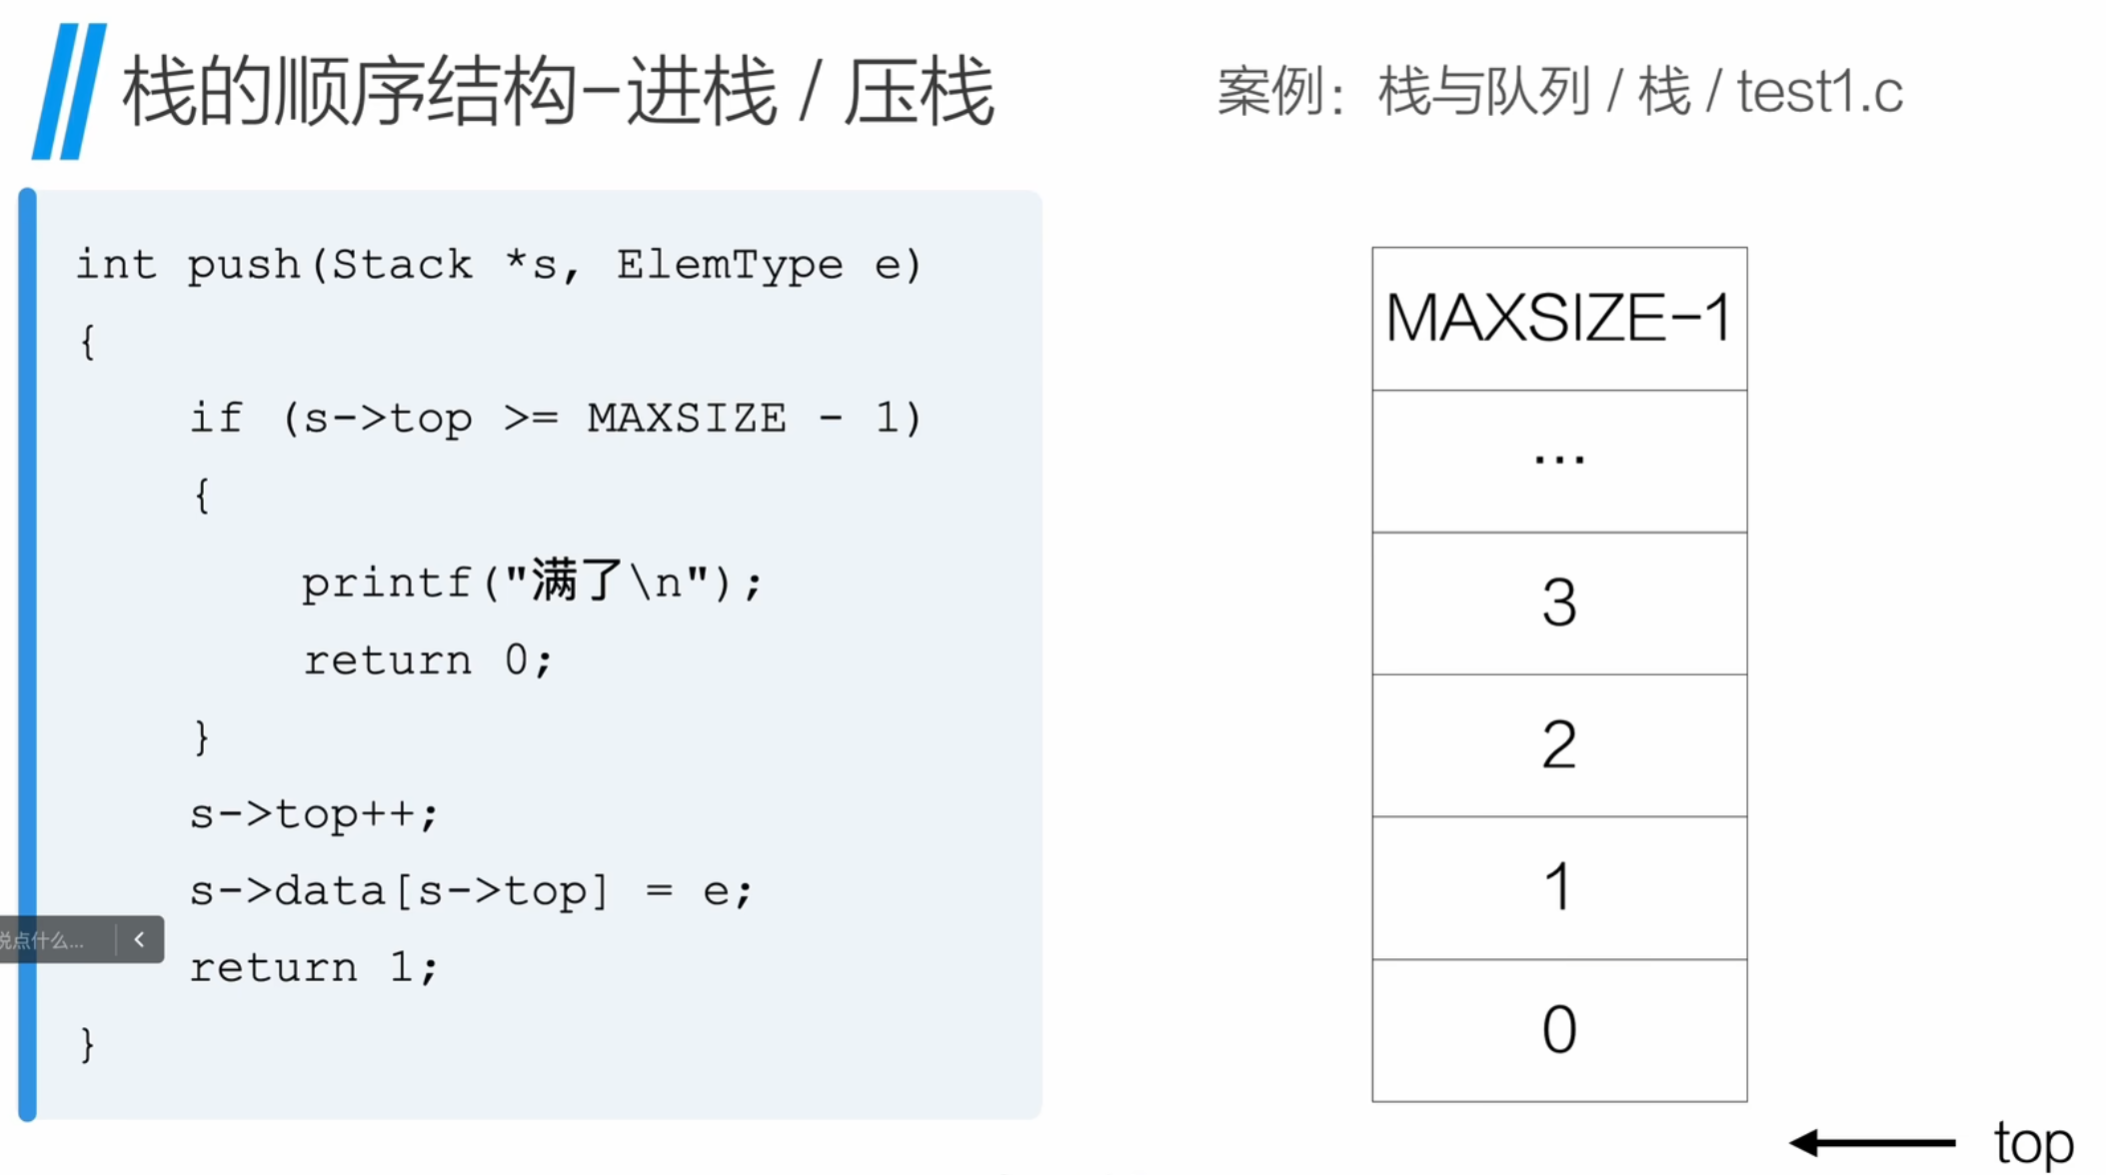 栈的顺序结构-进栈 / 压栈
案例：栈与队列 / 栈 / test1.c
int push(Stack *s, ElemType e)
{
    if (s->top >= MAXSIZE - 1)
    {
        printf("满了\n");
        return 0;
    }
    s->top++;
    s->data[s->top] = e;
    return 1;
}
说点什么...
MAXSIZE-1
...
3
2
1
0
top